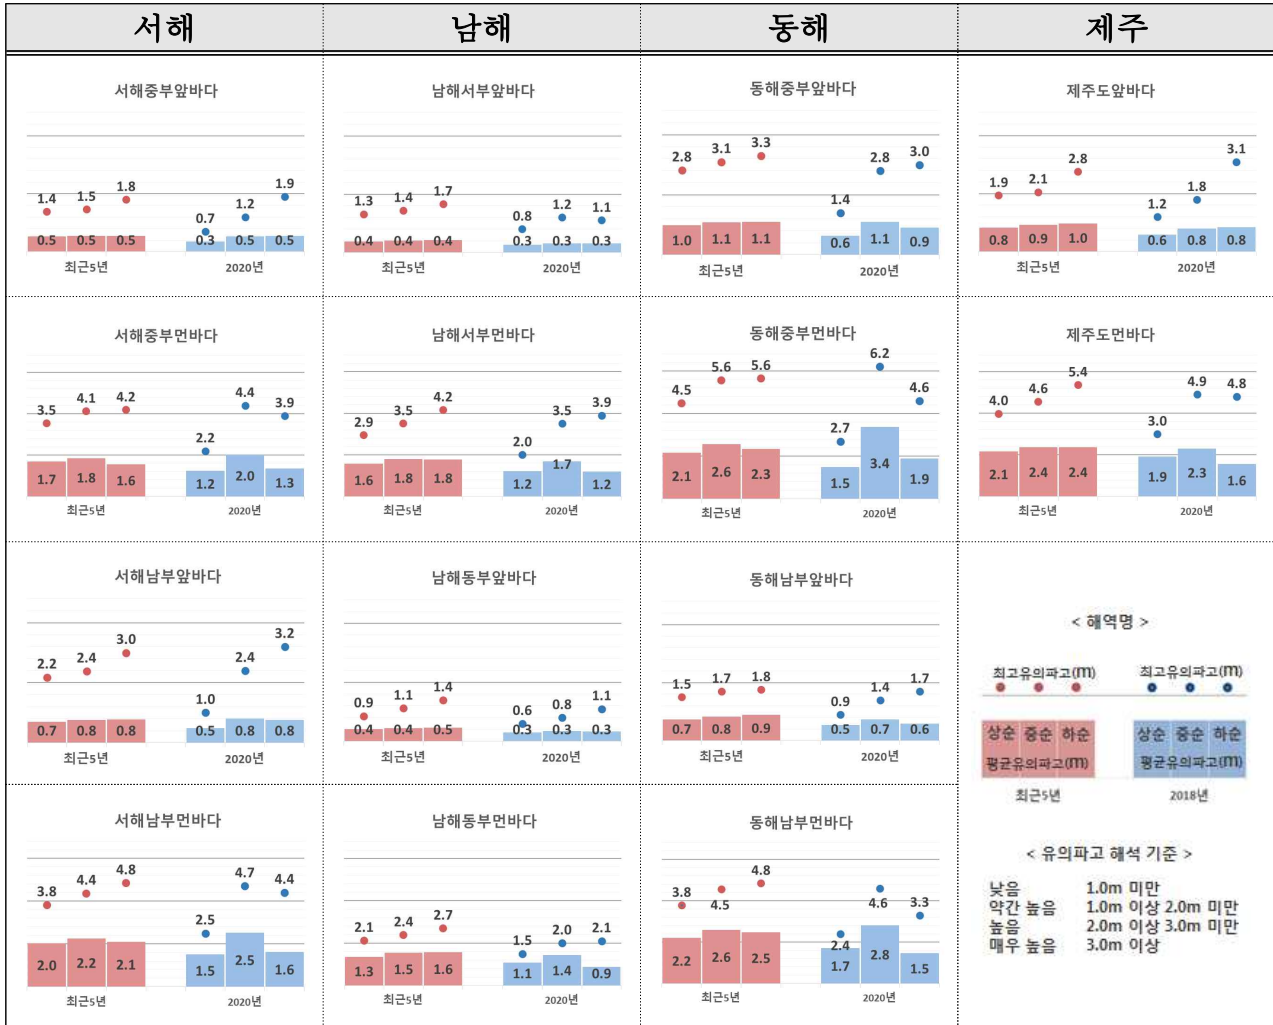 서해 남해 동해 제주
서해중부앞바다
1.4 1.5 1.8 0.7 1.2 1.9
0.5 0.5 0.5 0.3 0.5 0.5
최근5년 2020년
남해서부앞바다
1.3 1.4 1.7 0.8 1.2 1.1
0.4 0.4 0.4 0.3 0.3 0.3
최근5년 2020년
동해중부앞바다
2.8 3.1 3.3 1.4 2.8 3.0
1.0 1.1 1.1 0.6 1.1 0.9
최근5년 2020년
제주도앞바다
1.9 2.1 2.8 1.2 1.8 3.1
0.8 0.9 1.0 0.6 0.8 0.8
최근5년 2020년
서해중부먼바다
3.5 4.1 4.2 2.2 4.4 3.9
1.7 1.8 1.6 1.2 2.0 1.3
최근5년 2020년
남해서부먼바다
2.9 3.5 4.2 2.0 3.5 3.9
1.6 1.8 1.8 1.2 1.7 1.2
최근5년 2020년
동해중부먼바다
4.5 5.6 5.6 2.7 6.2 4.6
2.1 2.6 2.3 1.5 3.4 1.9
최근5년 2020년
제주도먼바다
4.0 4.6 5.4 3.0 4.9 4.8
2.1 2.4 2.4 1.9 2.3 1.6
최근5년 2020년
서해남부앞바다
2.2 2.4 3.0 1.0 2.4 3.2
0.7 0.8 0.8 0.5 0.8 0.8
최근5년 2020년
남해동부앞바다
0.9 1.1 1.4 0.6 0.8 1.1
0.4 0.4 0.5 0.3 0.3 0.3
최근5년 2020년
동해남부앞바다
1.5 1.7 1.8 0.9 1.4 1.7
0.7 0.8 0.9 0.5 0.7 0.6
최근5년 2020년
< 해역명 >
최고유의파고(m) 최고유의파고(m)
상순 중순 하순 상순 중순 하순
평균유의파고(m) 평균유의파고(m)
최근5년 2018년
서해남부먼바다
3.8 4.4 4.8 2.5 4.7 4.4
2.0 2.2 2.1 1.5 2.5 1.6
최근5년 2020년
남해동부먼바다
2.1 2.4 2.7 1.5 2.0 2.1
1.3 1.5 1.6 1.1 1.4 0.9
최근5년 2020년
동해남부먼바다
3.8 4.5 4.8 2.4 4.6 3.3
2.2 2.6 2.5 1.7 2.8 1.5
최근5년 2020년
< 유의파고 해석 기준 >
낮음 1.0m 미만
약간 높음 1.0m 이상 2.0m 미만
높음 2.0m 이상 3.0m 미만
매우 높음 3.0m 이상